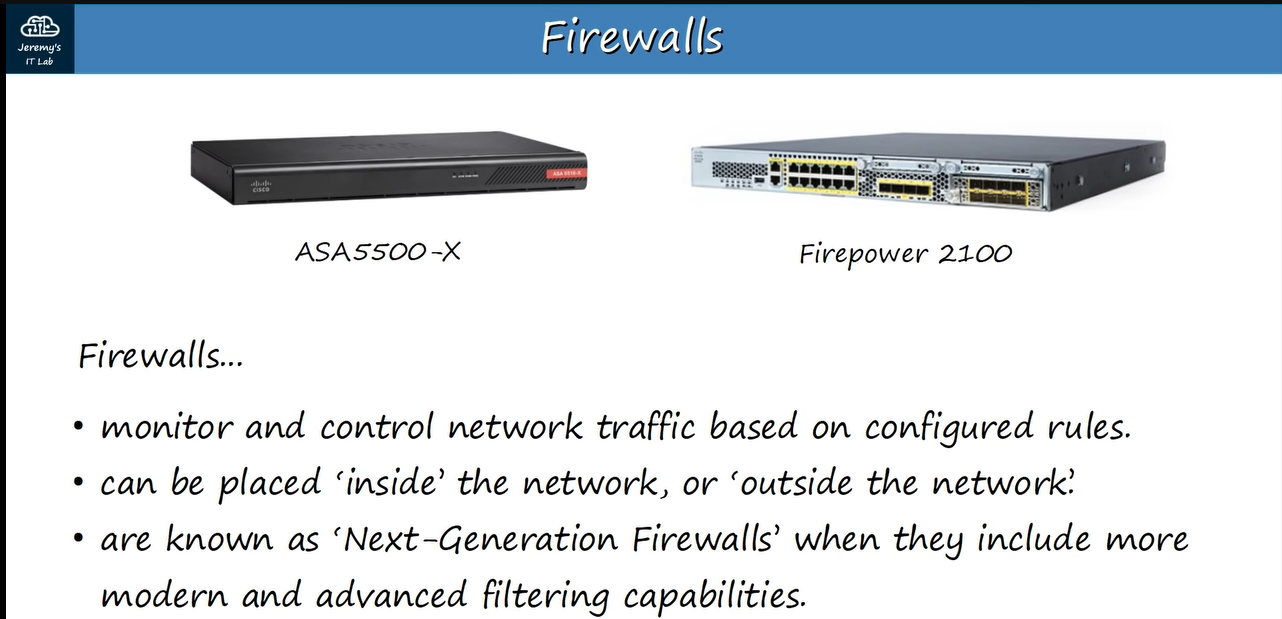 Jeremy's
IT Lab
Firewalls
CISCO
ASA5500-X
Firepower 2100
Firewalls...
• monitor and control network traffic based on configured rules.
• can be placed ‘inside’ the network, or ‘outside the network’.
• are known as ‘Next-Generation Firewalls’ when they include more
modern and advanced filtering capabilities.